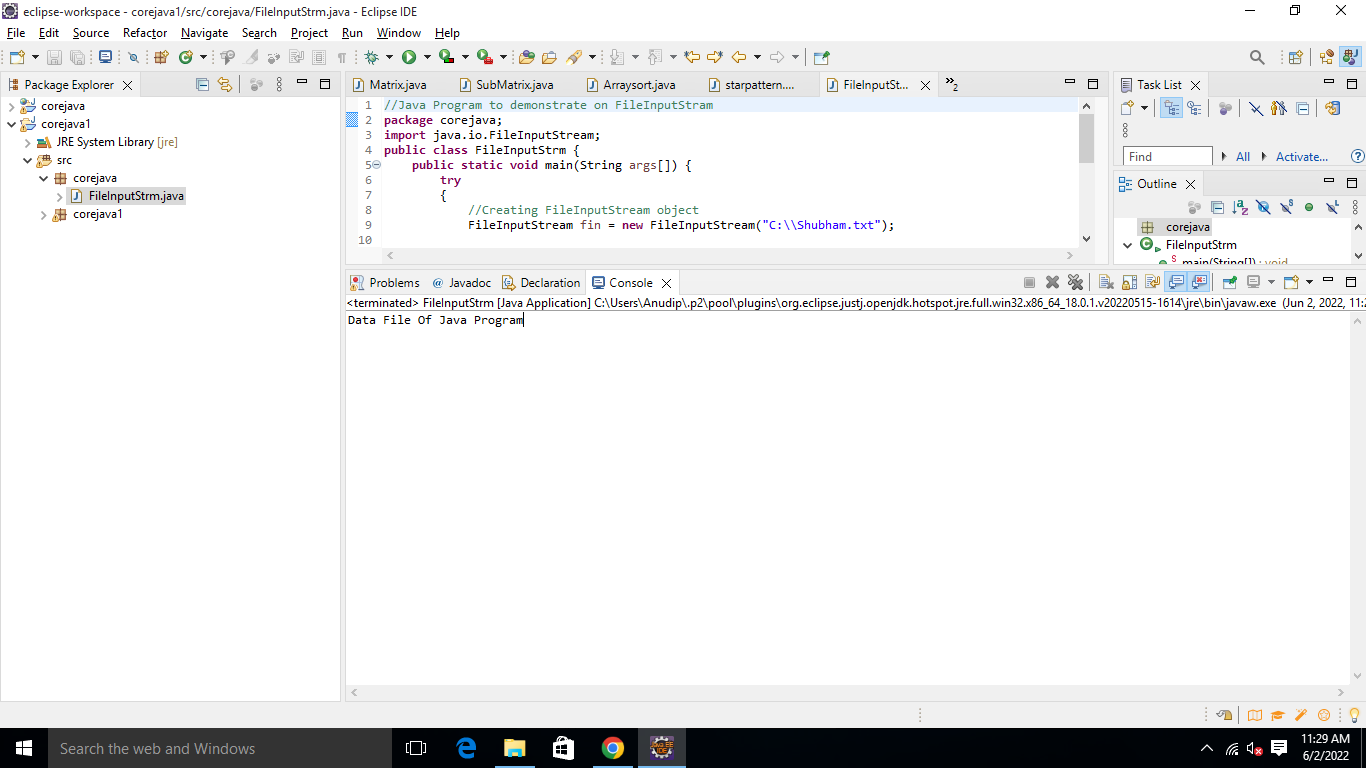 eclipse-workspace - corejava1/src/corejava/FileInputStrm.java - Eclipse IDE
File Edit Source Refactor Navigate Search Project Run Window Help
Package Explorer
corejava
corejava1
JRE System Library [jre]
src
corejava
FileInputStrm.java
corejava1
Matrix.java SubMatrix.java Arraysort.java starpattern.... FileInputSt... »2
1 //Java Program to demonstrate on FileInputStram
2 package corejava;
3 import java.io.FileInputStream;
4 public class FileInputStrm {
5 public static void main(String args[]) {
6 try
7 {
8 //Creating FileInputStream object
9 FileInputStream fin = new FileInputStream("C:\\Shubham.txt");
10
Task List
Find All Activate...
Outline
corejava
FileInputStrm
main(String[]) : void
Problems @ Javadoc Declaration Console
<terminated> FileInputStrm [Java Application] C:\Users\Anudip\.p2\pool\plugins\org.eclipse.justj.openjdk.hotspot.jre.full.win32.x86_64_18.0.1.v20220515-1614\jre\bin\javaw.exe (Jun 2, 2022, 11:2
Data File Of Java Program
Search the web and Windows
11:29 AM
6/2/2022